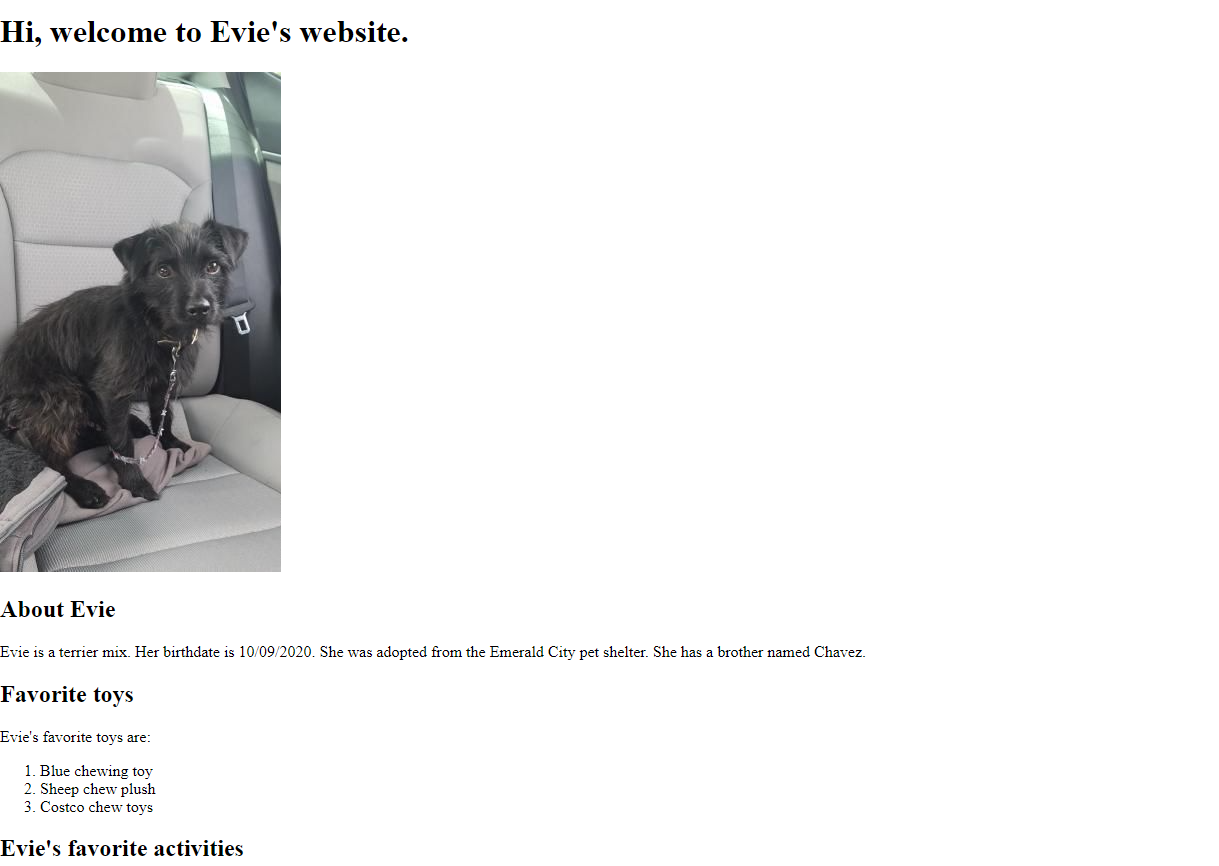 Hi, welcome to Evie's website.
About Evie
Evie is a terrier mix. Her birthdate is 10/09/2020. She was adopted from the Emerald City pet shelter. She has a brother named Chavez.
Favorite toys
Evie's favorite toys are:
1. Blue chewing toy
2. Sheep chew plush
3. Costco chew toys
Evie's favorite activities